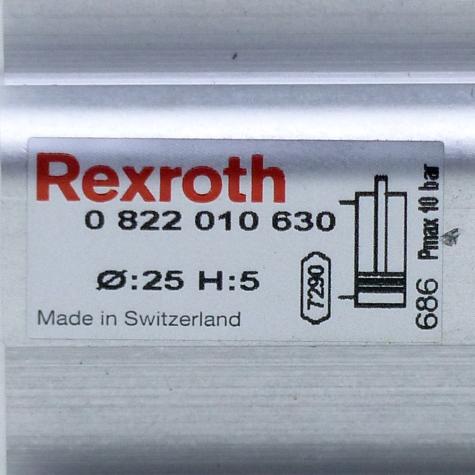 Rexroth
0 822 010 630
Ø:25 H:5
Made in Switzerland
7290
686 Pmax 10 bar